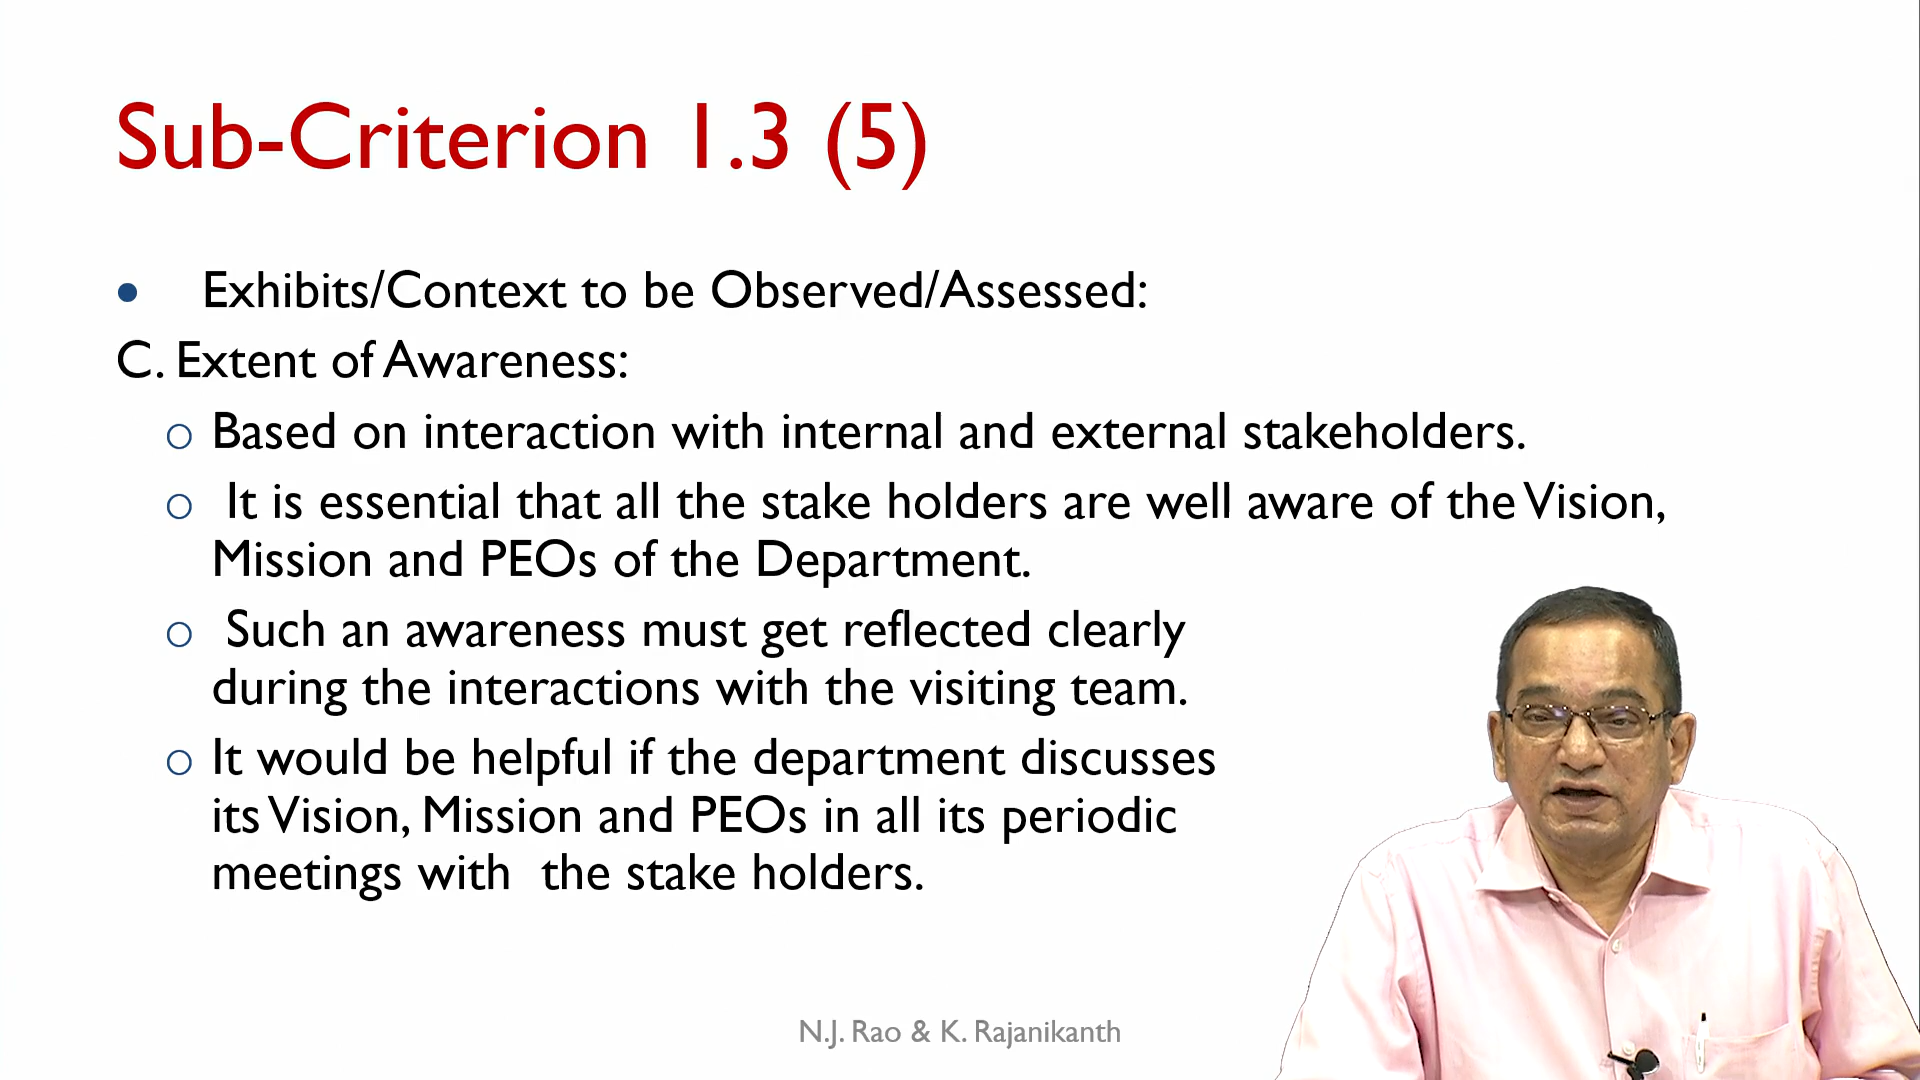 Sub-Criterion 1.3 (5)
• Exhibits/Context to be Observed/Assessed:
C. Extent of Awareness:
o Based on interaction with internal and external stakeholders.
o It is essential that all the stake holders are well aware of the Vision,
Mission and PEOs of the Department.
o Such an awareness must get reflected clearly
during the interactions with the visiting team.
o It would be helpful if the department discusses
its Vision, Mission and PEOs in all its periodic
meetings with the stake holders.
N.J. Rao & K. Rajanikanth